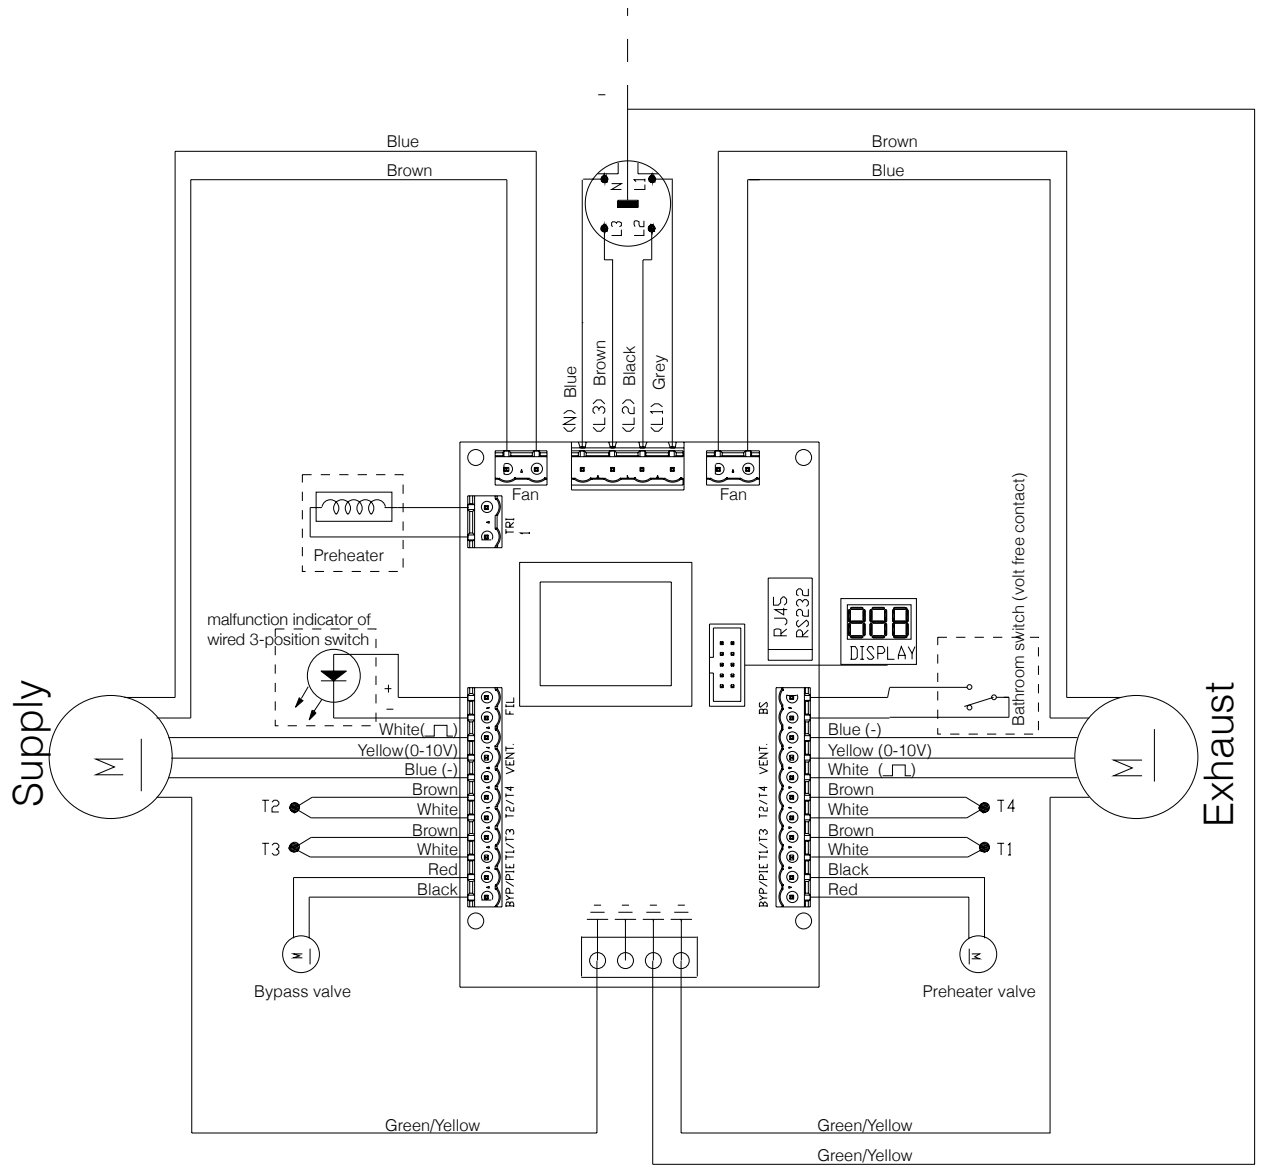 Blue
Brown
Brown
Blue
N
L1
L3
L2
(N) Blue
(L3) Brown
(L2) Black
(L1) Grey
Fan
Fan
TRI
1
Preheater
malfunction indicator of
wired 3-position switch
+
−
RJ45
RS232
DISPLAY
Bathroom switch (volt free contact)
Supply
M
Exhaust
M
FIL
VENT.
T2/T4
T1/T3
BYP/PIE
BS
VENT.
T2/T4
T1/T3
BYP/PIE
White( )
Yellow(0-10V)
Blue (-)
Brown
White
Brown
White
Red
Black
T2
T3
Blue (-)
Yellow (0-10V)
White ( )
Brown
White
Brown
White
Black
Red
T4
T1
M
Bypass valve
M
Preheater valve
Green/Yellow
Green/Yellow
Green/Yellow